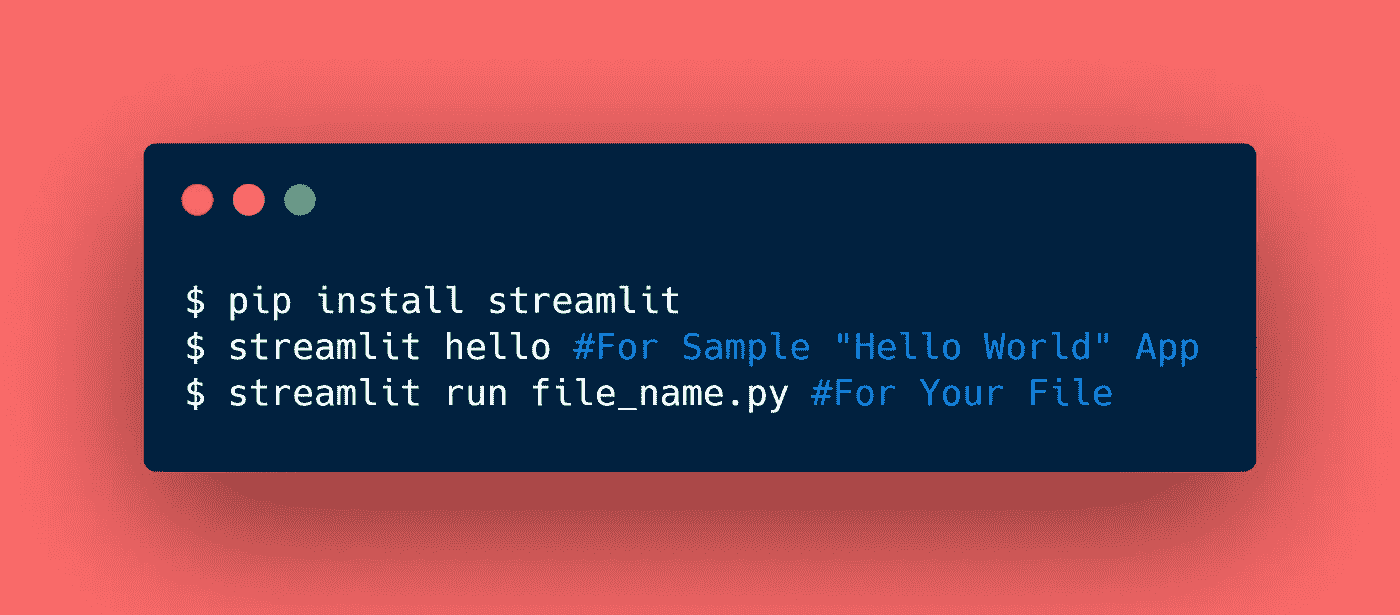 $ pip install streamlit
$ streamlit hello #For Sample "Hello World" App
$ streamlit run file_name.py #For Your File